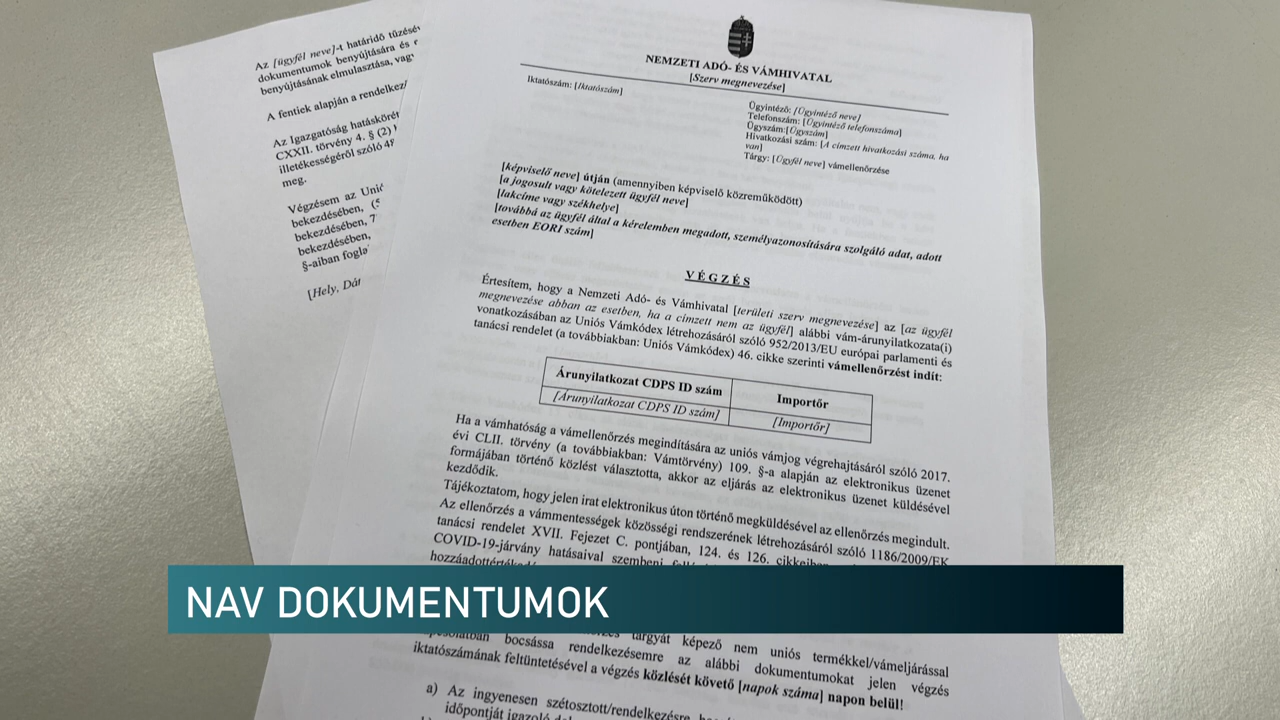 Az [ügyfél neve]-t határidő tűzésév
dokumentumok benyújtására és
benyújtásának elmulasztása, vagy
A fentiek alapján a rendelkez
Az Igazgatóság hatáskörét
CXXII. törvény 4. § (2)
illetékességéről szóló
meg.
Végzésem az Unió
bekezdésében,
bekezdésében,
bekezdésében,
§-aiban fogla
[Hely,
NEMZETI ADÓ- ÉS VÁMHIVATAL
[Szerv megnevezése]
Iktatószám: [Iktatószám]
Ügyintéző: [Ügyintéző neve]
Telefonszám: [Ügyintéző telefonszáma]
Ügyszám:[Ügyszám]
Hivatkozási szám: [A címzett hivatkozási száma, ha
van]
Tárgy: [Ügyfél neve] vámellenőrzése
[képviselő neve] útján (amennyiben képviselő közreműködött)
[a jogosult vagy kötelezett ügyfél neve]
[lakcíme vagy székhelye]
[továbbá az ügyfél által a kérelemben megadott, személyazonosítására szolgáló adat, adott
esetben EORI szám]
VÉGZÉS
Értesítem, hogy a Nemzeti Adó- és Vámhivatal [területi szerv megnevezése] az [az ügyfél
megnevezése abban az esetben, ha a címzett nem az ügyfél] alábbi vám-árunyilatkozata(i)
vonatkozásában az Uniós Vámkódex létrehozásáról szóló 952/2013/EU európai parlamenti és
tanácsi rendelet (a továbbiakban: Uniós Vámkódex) 46. cikke szerinti vámellenőrzést indít:
Árunyilatkozat CDPS ID szám Importőr
[Árunyilatkozat CDPS ID szám] [Importőr]
Ha a vámhatóság a vámellenőrzés megindítására az uniós vámjog végrehajtásáról szóló 2017.
évi CLII. törvény (a továbbiakban: Vámtörvény) 109. §-a alapján az elektronikus üzenet
formájában történő közlést választotta, akkor az eljárás az elektronikus üzenet küldésével
kezdődik.
Tájékoztatom, hogy jelen irat elektronikus úton történő megküldésével az ellenőrzés megindult.
Az ellenőrzés a vámmentességek közösségi rendszerének létrehozásáról szóló 1186/2009/EK
tanácsi rendelet XVII. Fejezet C. pontjában, 124. és 126. cikkeiben
COVID-19-járvány hatásaival szembeni
hozzáadottérték
NAV DOKUMENTUMOK
tárgyát képező nem uniós termékkel/vámeljárással
kapcsolatban bocsássa rendelkezésemre az alábbi dokumentumokat jelen végzés
iktatószámának feltüntetésével a végzés közlését követő [napok száma] napon belül!
a) Az ingyenesen szétosztott/rendelkezésre
időpontját igazoló